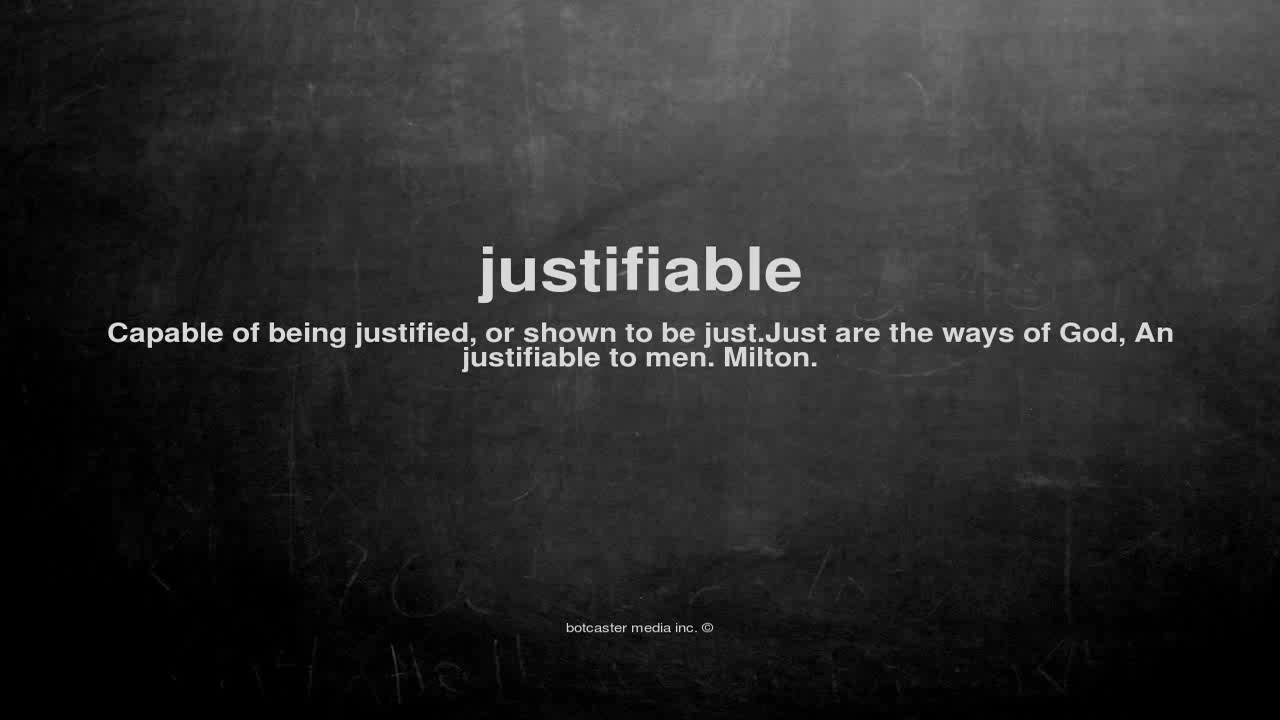 justifiable
Capable of being justified, or shown to be just.Just are the ways of God, An
justifiable to men. Milton.
botcaster media inc. ©